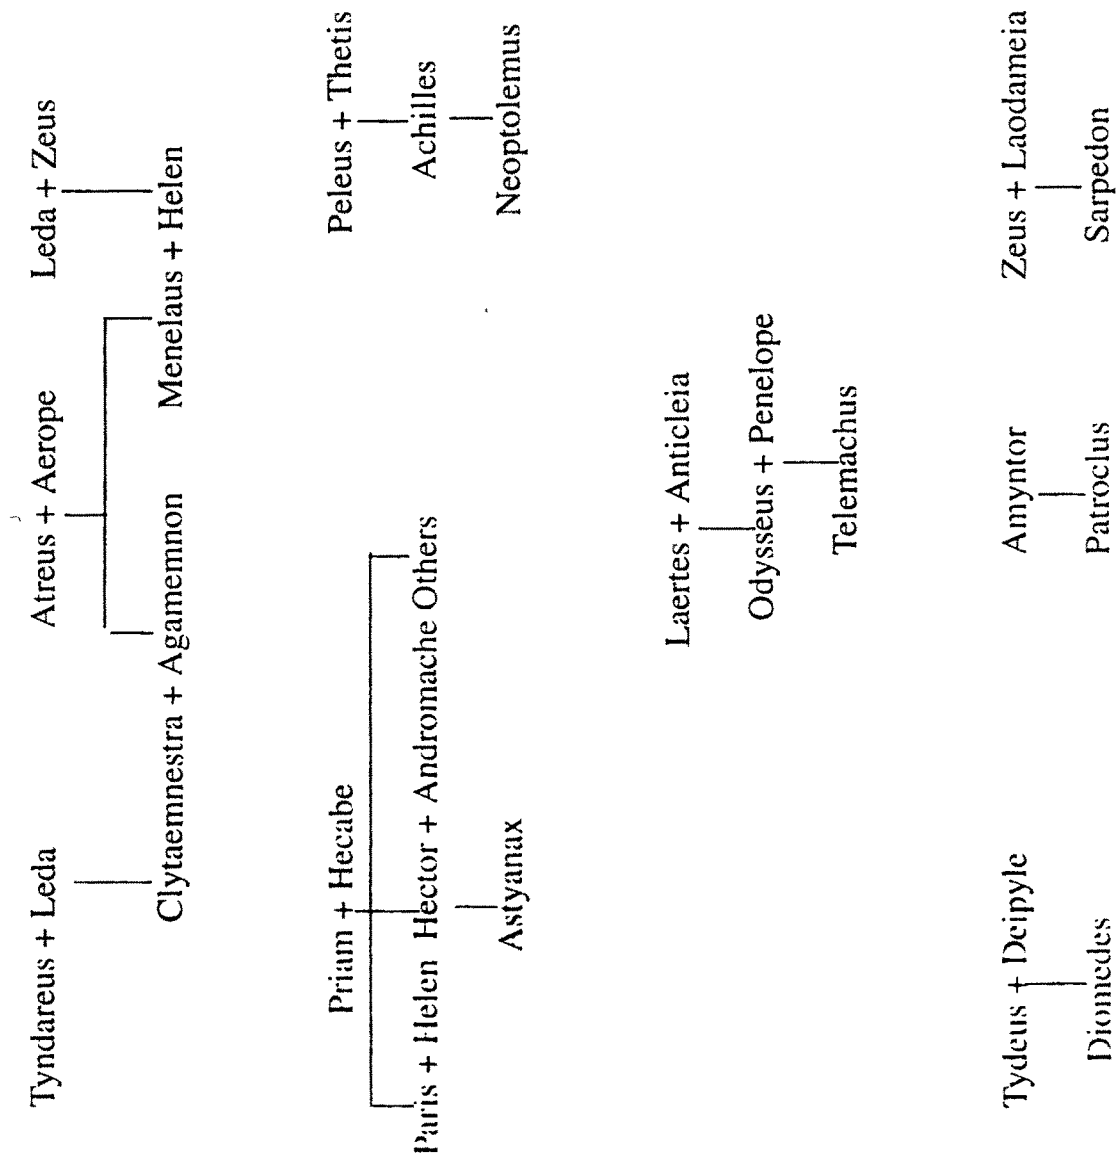 Tyndareus + Leda Atreus + Aerope Leda + Zeus
Clytaemnestra + Agamemnon Menelaus + Helen
Priam + Hecabe Peleus + Thetis
Paris + Helen Hector + Andromache Others Achilles
Astyanax Neoptolemus
Laertes + Anticleia
Odysseus + Penelope
Telemachus
Tydeus + Deipyle Amyntor Zeus + Laodameia
Diomedes Patroclus Sarpedon